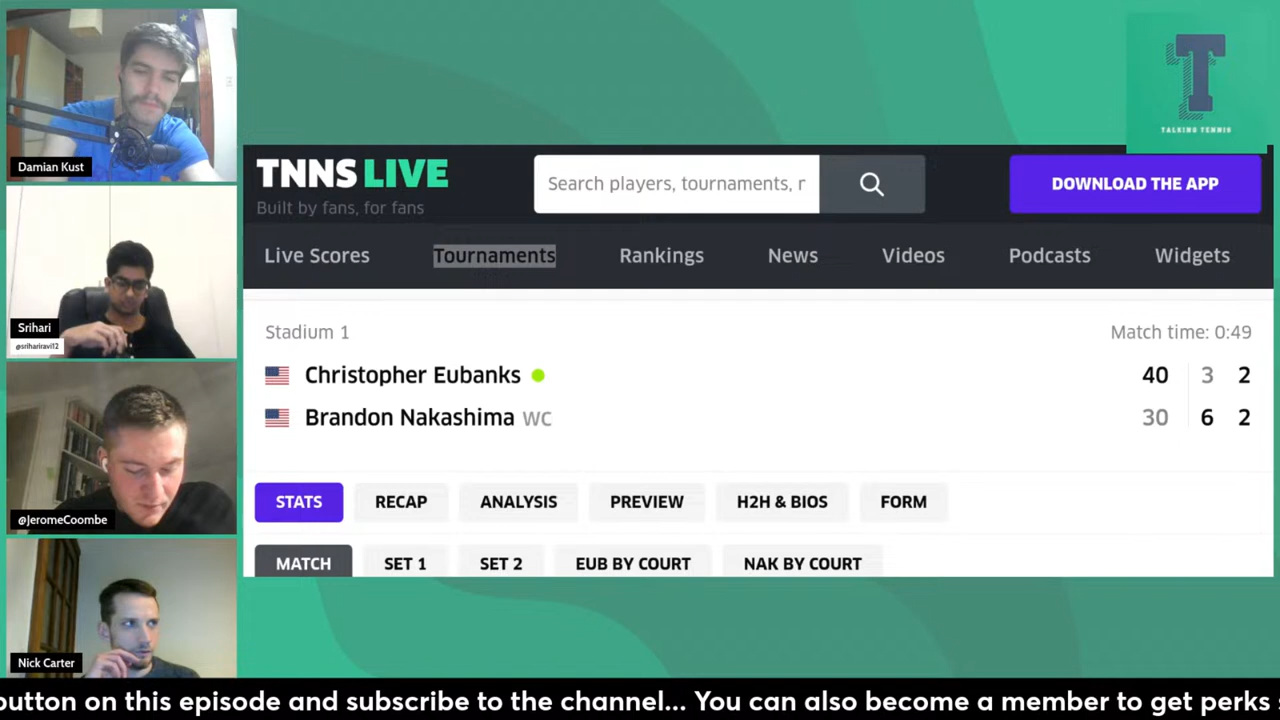 Damian Kust
Srihari
@srihariravi12
@JeromeCoombe
Nick Carter
T
TALKING TENNIS
TNNS LIVE
Built by fans, for fans
Search players, tournaments, r
DOWNLOAD THE APP
Live Scores Tournaments Rankings News Videos Podcasts Widgets
Stadium 1 Match time: 0:49
Christopher Eubanks 40 3 2
Brandon Nakashima WC 30 6 2
STATS RECAP ANALYSIS PREVIEW H2H & BIOS FORM
MATCH SET 1 SET 2 EUB BY COURT NAK BY COURT
button on this episode and subscribe to the channel... You can also become a member to get perks